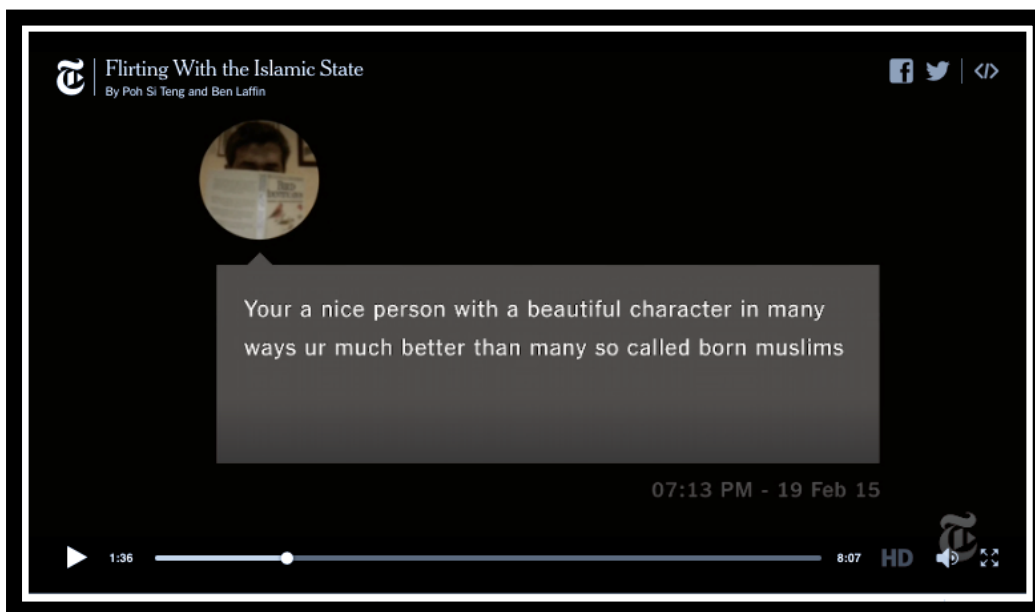 Flirting With the Islamic State
By Poh Si Teng and Ben Laffin
Your a nice person with a beautiful character in many
ways ur much better than many so called born muslims
07:13 PM - 19 Feb 15
1:36
8:07
HD